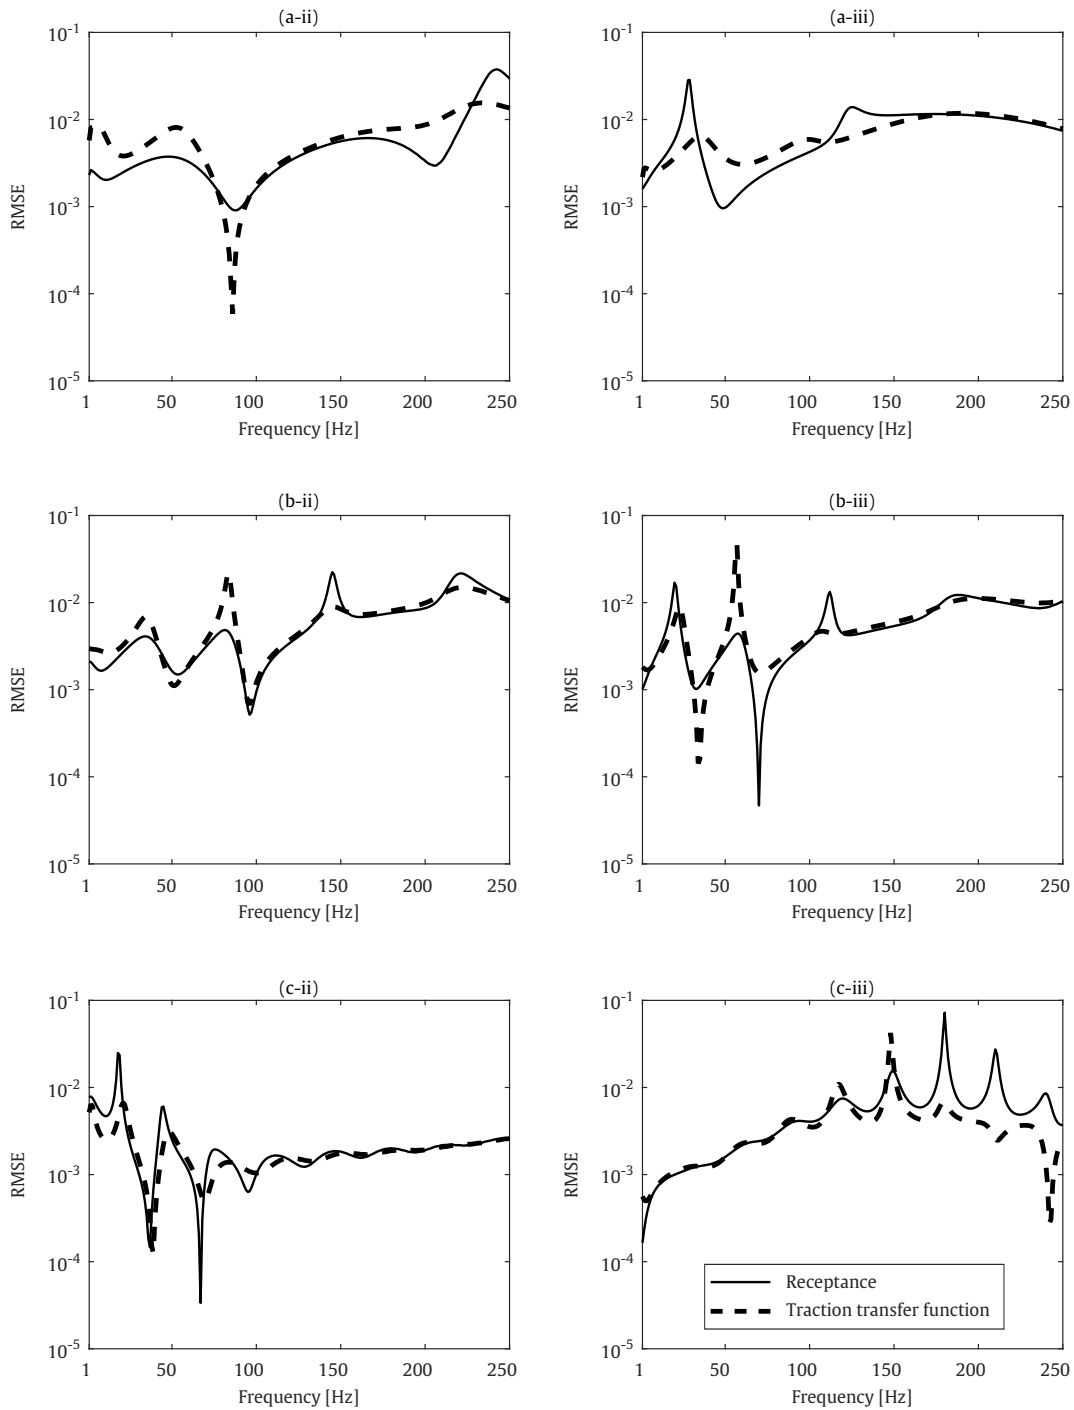 (a-ii)
10-1
10-2
10-3
10-4
10-5
RMSE
1 50 100 150 200 250
Frequency [Hz]
(a-iii)
10-1
10-2
10-3
10-4
10-5
RMSE
1 50 100 150 200 250
Frequency [Hz]
(b-ii)
10-1
10-2
10-3
10-4
10-5
RMSE
1 50 100 150 200 250
Frequency [Hz]
(b-iii)
10-1
10-2
10-3
10-4
10-5
RMSE
1 50 100 150 200 250
Frequency [Hz]
(c-ii)
10-1
10-2
10-3
10-4
10-5
RMSE
1 50 100 150 200 250
Frequency [Hz]
(c-iii)
10-1
10-2
10-3
10-4
10-5
RMSE
Receptance
Traction transfer function
1 50 100 150 200 250
Frequency [Hz]